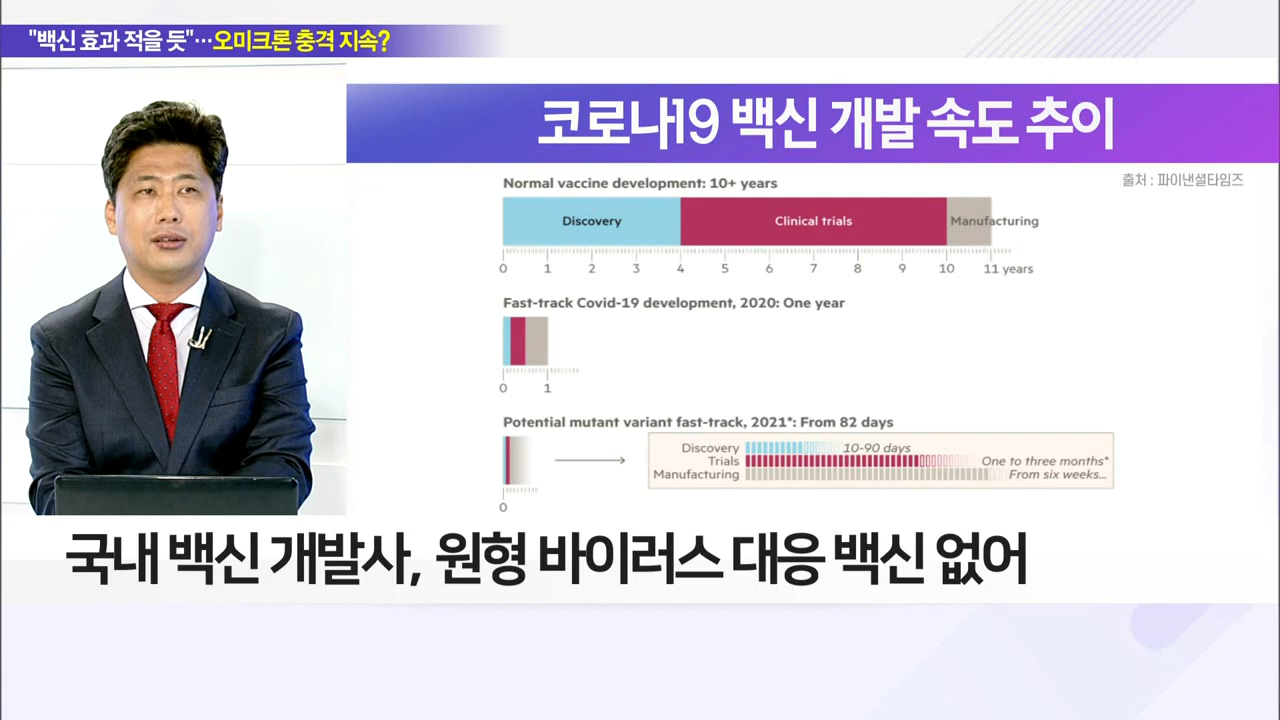 "백신 효과 적을 듯"…오미크론 충격 지속?
코로나19 백신 개발 속도 추이
출처 : 파이낸셜타임즈
Normal vaccine development: 10+ years
Discovery Clinical trials Manufacturing
0 1 2 3 4 5 6 7 8 9 10 11 years
Fast-track Covid-19 development, 2020: One year
0 1
Potential mutant variant fast-track, 2021*: From 82 days
Discovery 10-90 days
Trials One to three months*
Manufacturing From six weeks...
0
국내 백신 개발사, 원형 바이러스 대응 백신 없어